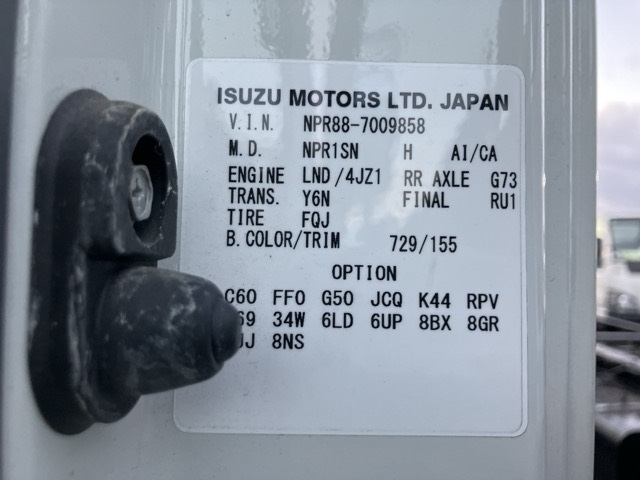 ISUZU MOTORS LTD. JAPAN
V.I.N. NPR88-7009858
M.D. NPR1SN H AI/CA
ENGINE LND/4JZ1 RR AXLE G73
TRANS. Y6N FINAL RU1
TIRE FQJ
B.COLOR/TRIM 729/155
OPTION
C60 FF0 G50 JCQ K44 RPV
34W 6LD 6UP 8BX 8GR
8NS